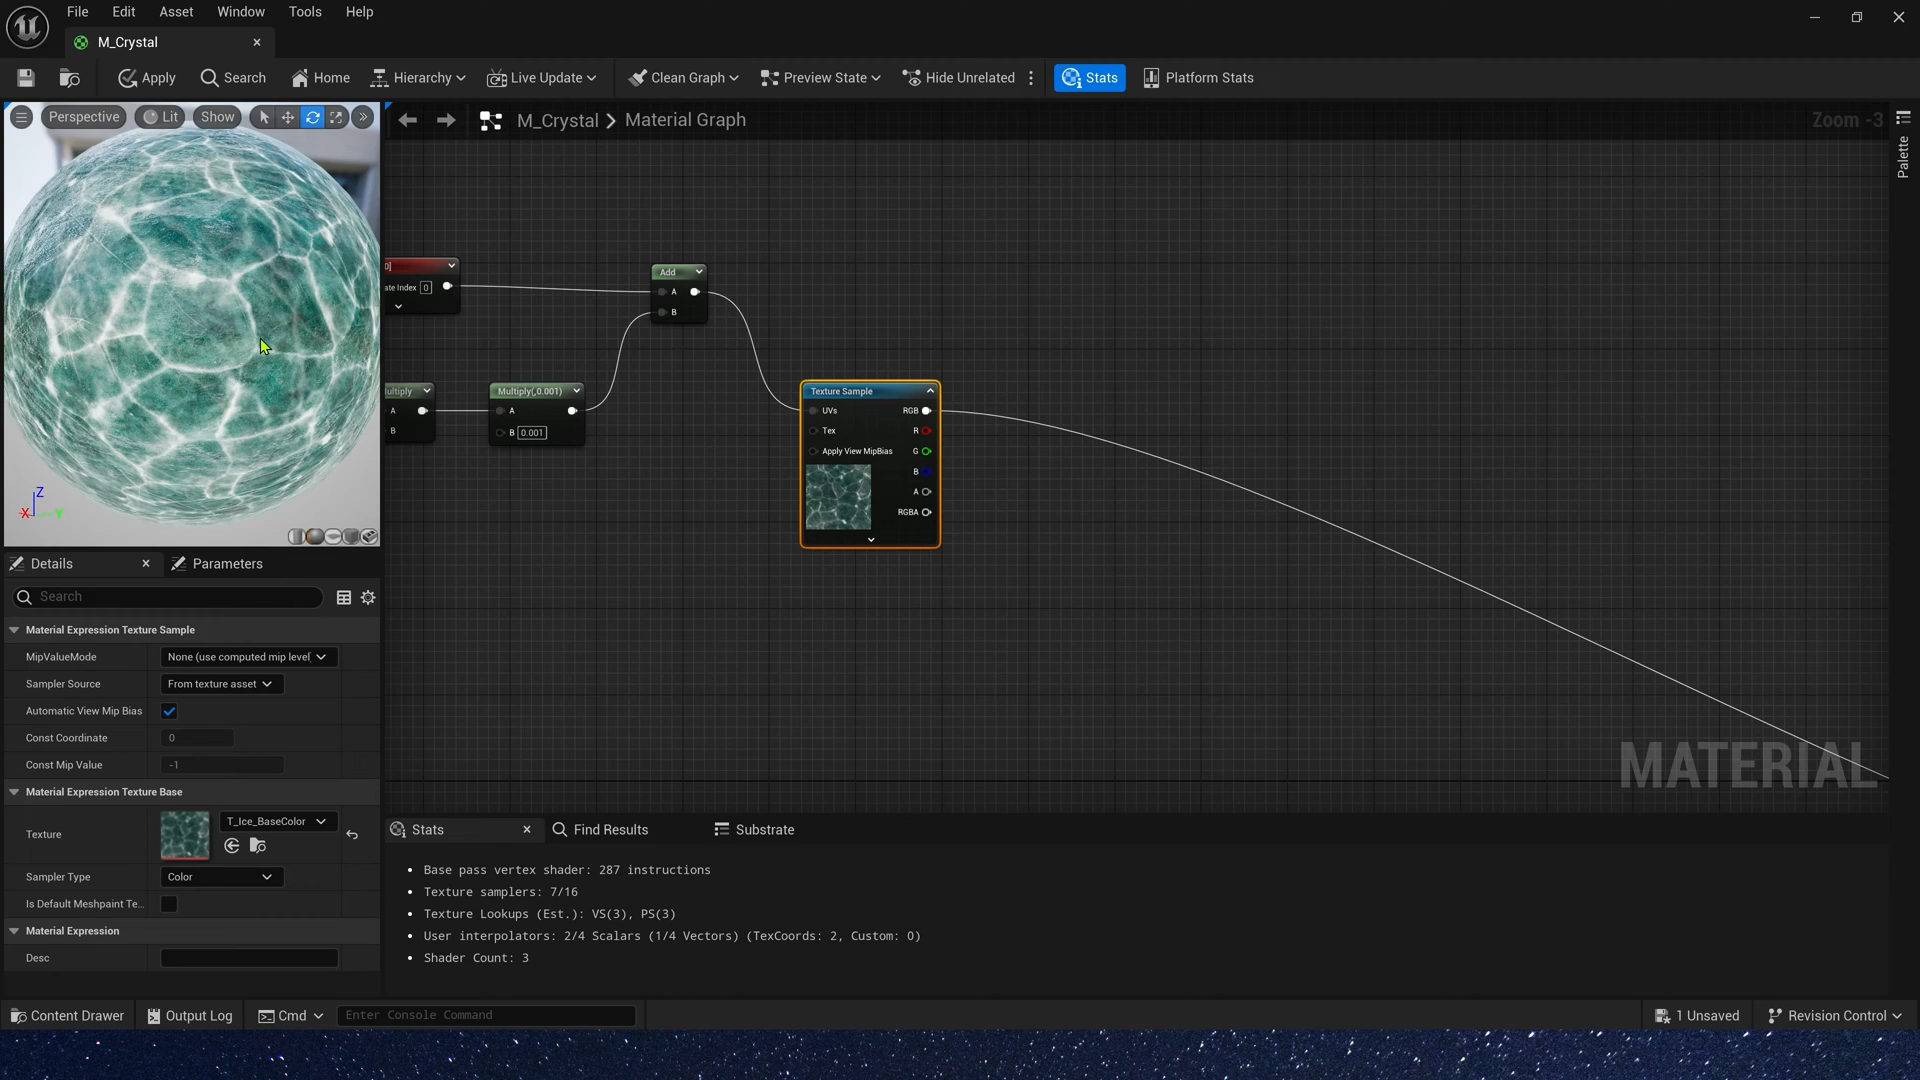 File Edit Asset Window Tools Help
M_Crystal
Apply Search Home Hierarchy Live Update Clean Graph Preview State Hide Unrelated Stats Platform Stats
Perspective Lit Show
M_Crystal > Material Graph
Zoom -3
Palette
0]
ate Index 0
Add
A
B
ultiply
A
B
Multiply(,0.001)
A
B 0.001
Texture Sample
UVs RGB
Tex R
Apply View MipBias G
B
A
RGBA
Z
X Y
MATERIAL
Details Parameters
Search
Material Expression Texture Sample
MipValueMode None (use computed mip level)
Sampler Source From texture asset
Automatic View Mip Bias
Const Coordinate 0
Const Mip Value -1
Material Expression Texture Base
Texture T_Ice_BaseColor
Sampler Type Color
Is Default Meshpaint Te...
Material Expression
Desc
Stats Find Results Substrate
• Base pass vertex shader: 287 instructions
• Texture samplers: 7/16
• Texture Lookups (Est.): VS(3), PS(3)
• User interpolators: 2/4 Scalars (1/4 Vectors) (TexCoords: 2, Custom: 0)
• Shader Count: 3
Content Drawer Output Log Cmd Enter Console Command 1 Unsaved Revision Control